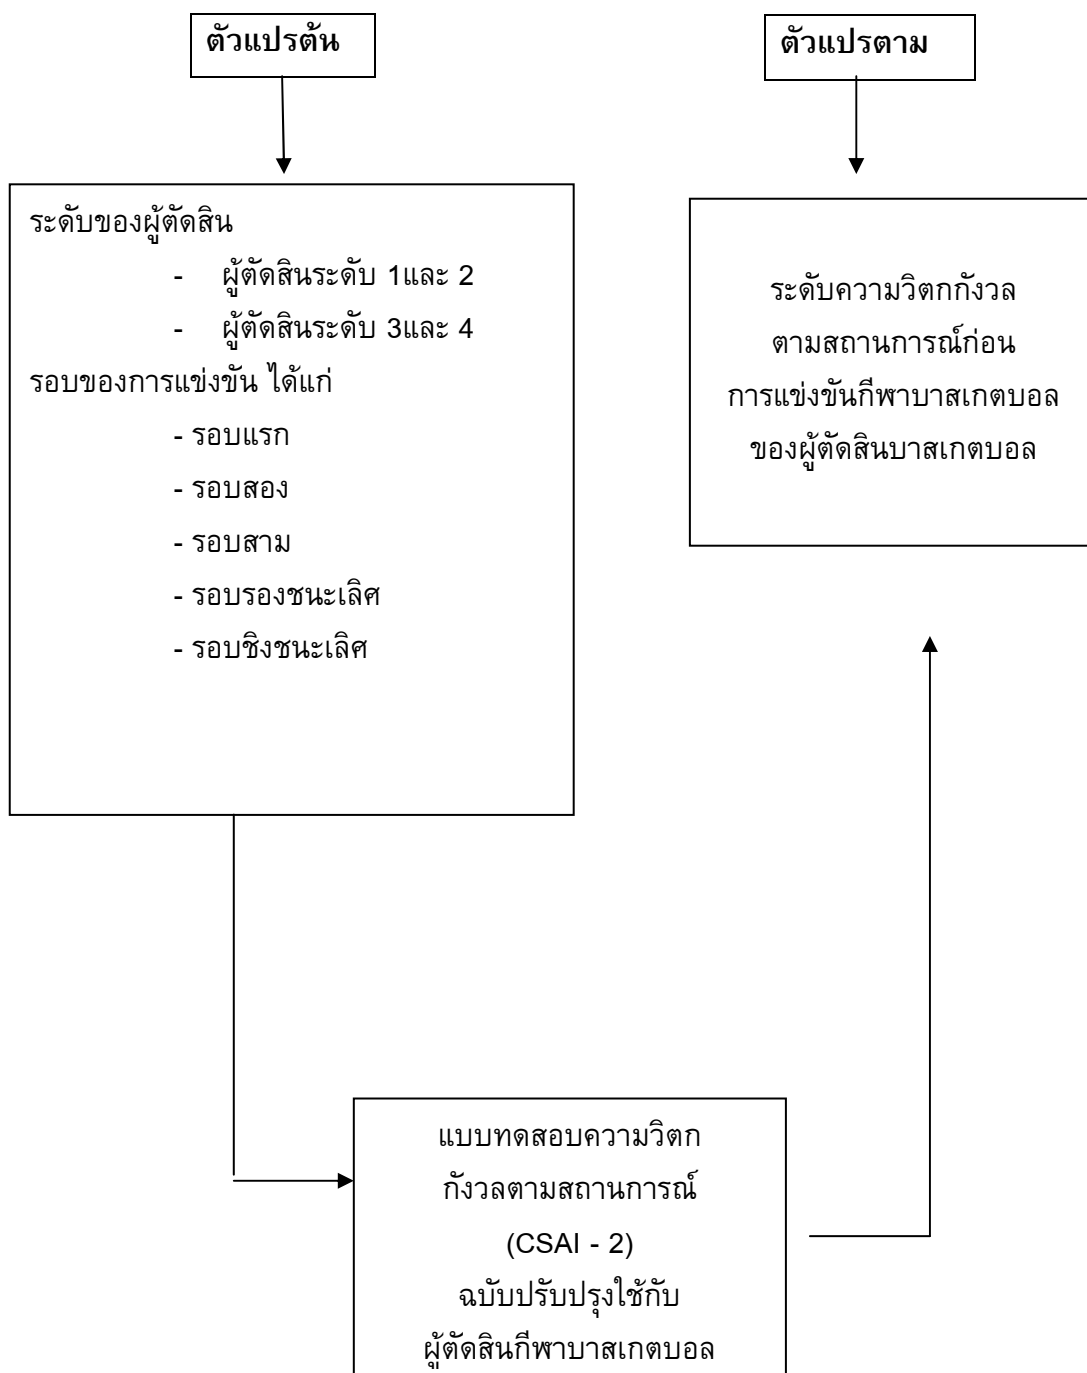 ตัวแปรต้น
ตัวแปรตาม
ระดับของผู้ตัดสิน
- ผู้ตัดสินระดับ 1และ 2
- ผู้ตัดสินระดับ 3และ 4
รอบของการแข่งขัน ได้แก่
- รอบแรก
- รอบสอง
- รอบสาม
- รอบรองชนะเลิศ
- รอบชิงชนะเลิศ
ระดับความวิตกกังวล
ตามสถานการณ์ก่อน
การแข่งขันกีฬาบาสเกตบอล
ของผู้ตัดสินบาสเกตบอล
แบบทดสอบความวิตก
กังวลตามสถานการณ์
(CSAI - 2)
ฉบับปรับปรุงใช้กับ
ผู้ตัดสินกีฬาบาสเกตบอล